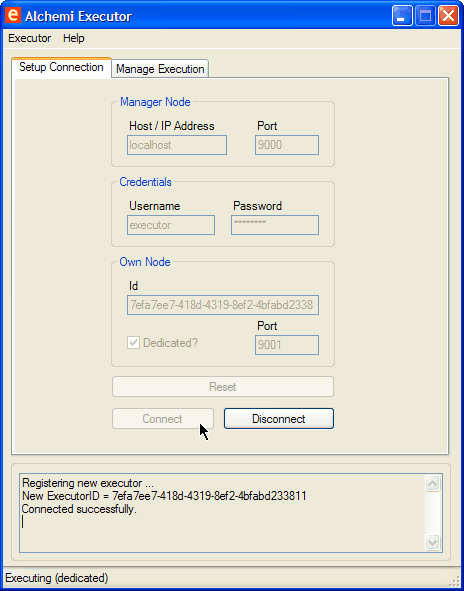 e Alchemi Executor
Executor Help
Setup Connection Manage Execution
Manager Node
Host / IP Address Port
localhost 9000
Credentials
Username Password
executor ********
Own Node
Id
7efa7ee7-418d-4319-8ef2-4bfabd2338
Port
Dedicated? 9001
Reset
Connect Disconnect
Registering new executor ...
New ExecutorID = 7efa7ee7-418d-4319-8ef2-4bfabd233811
Connected successfully.
Executing (dedicated)